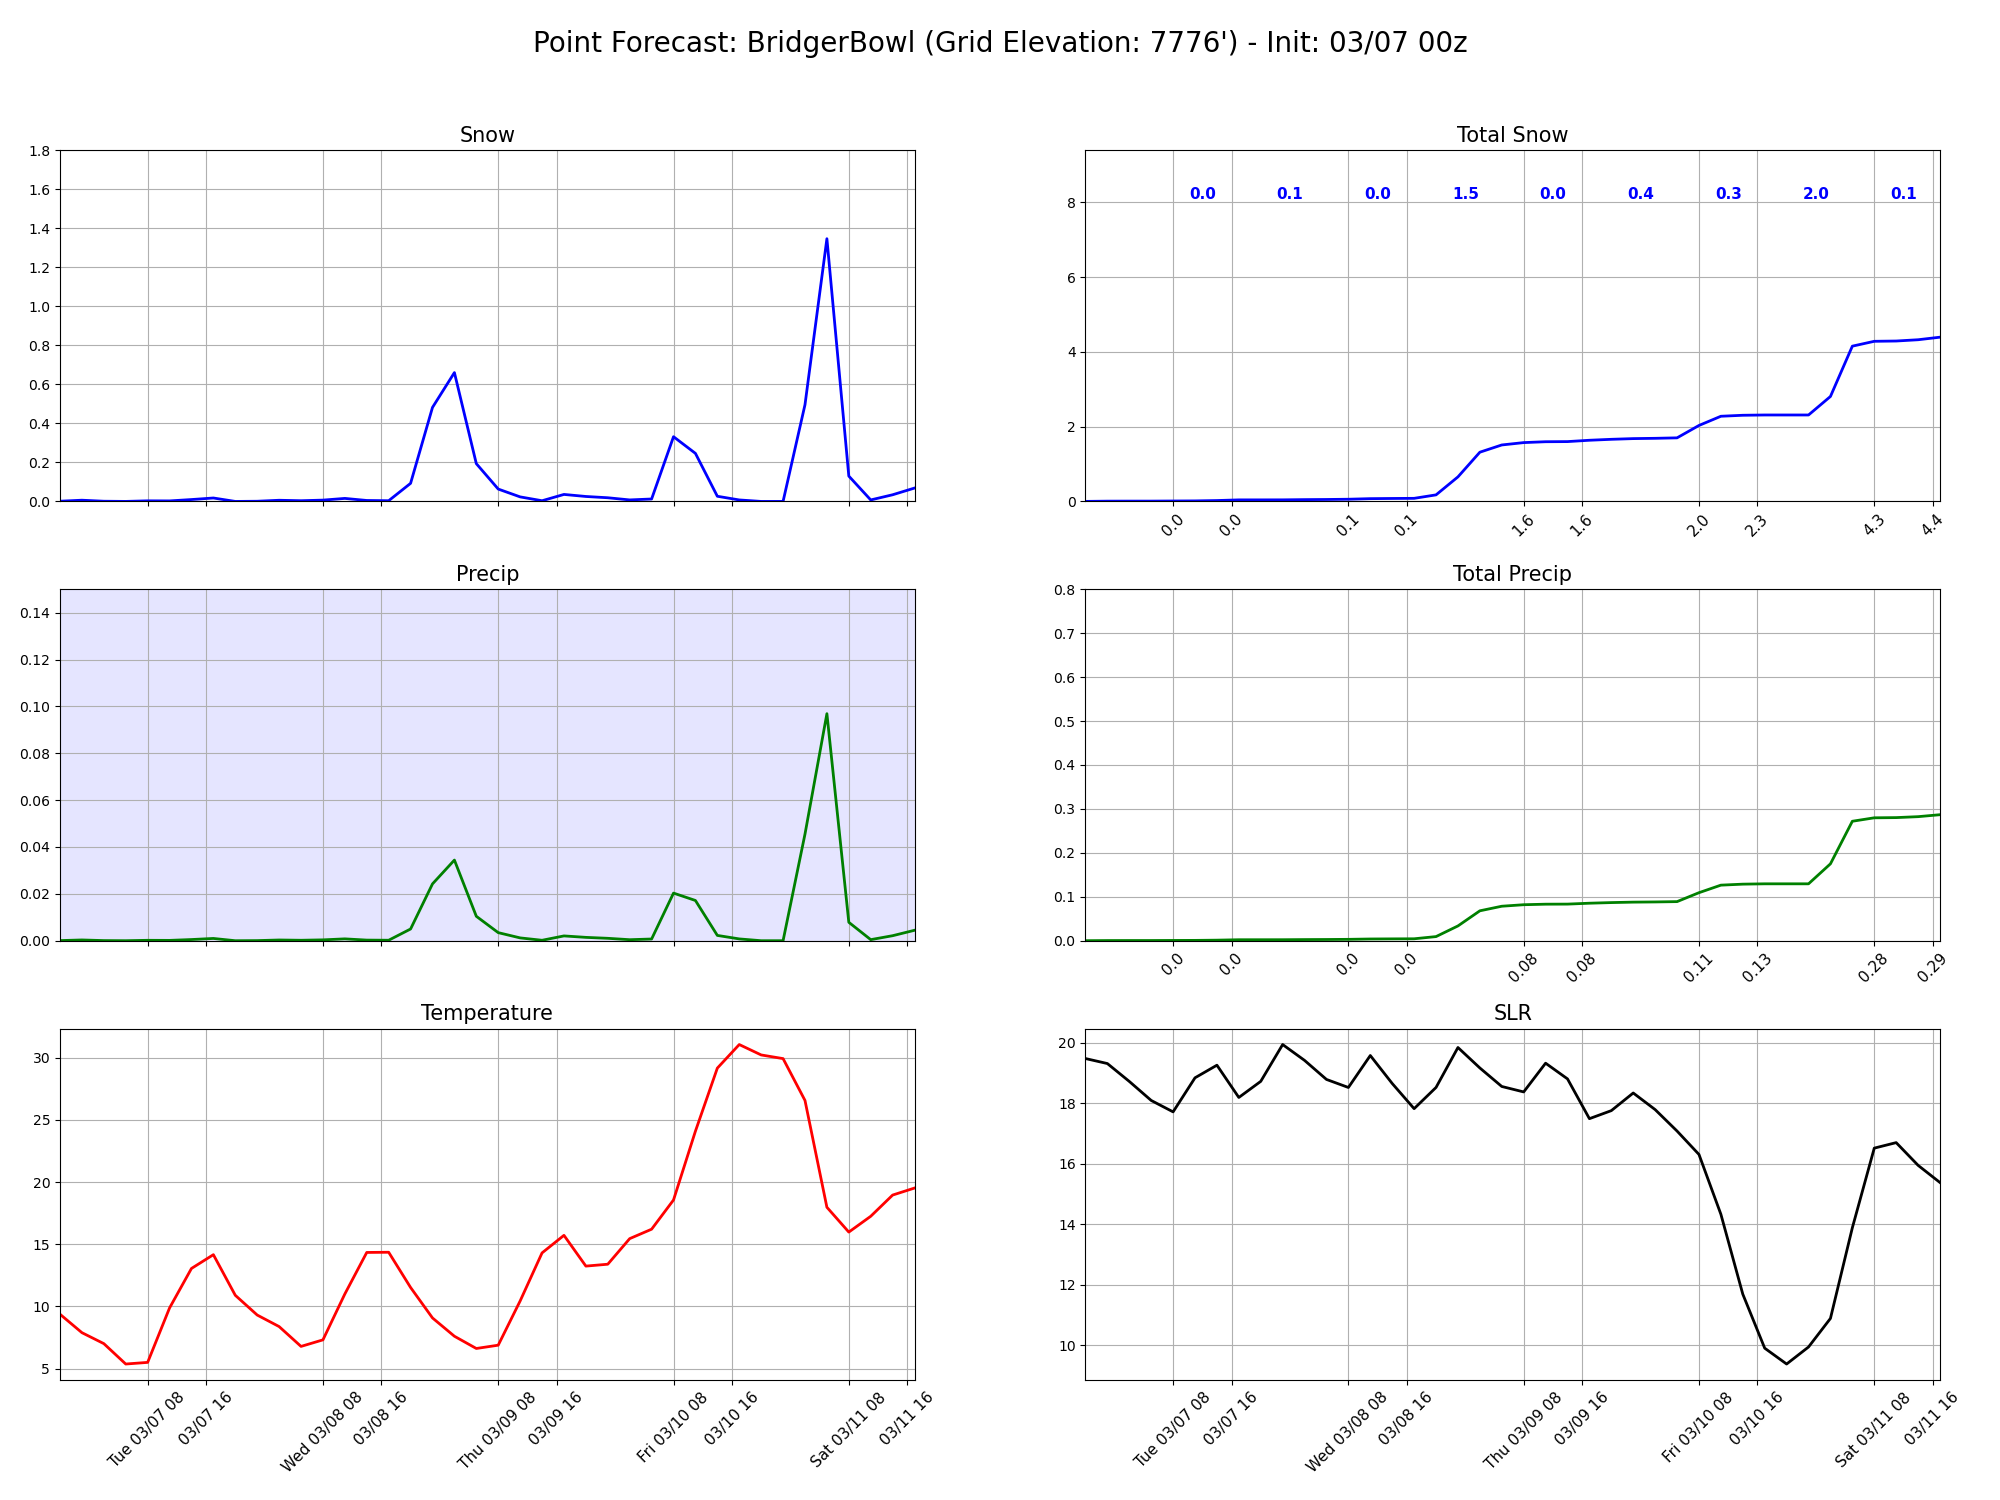 Point Forecast: BridgerBowl (Grid Elevation: 7776') - Init: 03/07 00z
Snow
1.8
1.6
1.4
1.2
1.0
0.8
0.6
0.4
0.2
0.0
Total Snow
0.0 0.1 0.0 1.5 0.0 0.4 0.3 2.0 0.1
8
6
4
2
0
0.0 0.0 0.1 0.1 1.6 1.6 2.0 2.3 4.3 4.4
Precip
0.14
0.12
0.10
0.08
0.06
0.04
0.02
0.00
Total Precip
0.8
0.7
0.6
0.5
0.4
0.3
0.2
0.1
0.0
0.0 0.0 0.0 0.0 0.08 0.08 0.11 0.13 0.28 0.29
Temperature
30
25
20
15
10
5
Tue 03/07 08
03/07 16
Wed 03/08 08
03/08 16
Thu 03/09 08
03/09 16
Fri 03/10 08
03/10 16
Sat 03/11 08
03/11 16
SLR
20
18
16
14
12
10
Tue 03/07 08
03/07 16
Wed 03/08 08
03/08 16
Thu 03/09 08
03/09 16
Fri 03/10 08
03/10 16
Sat 03/11 08
03/11 16